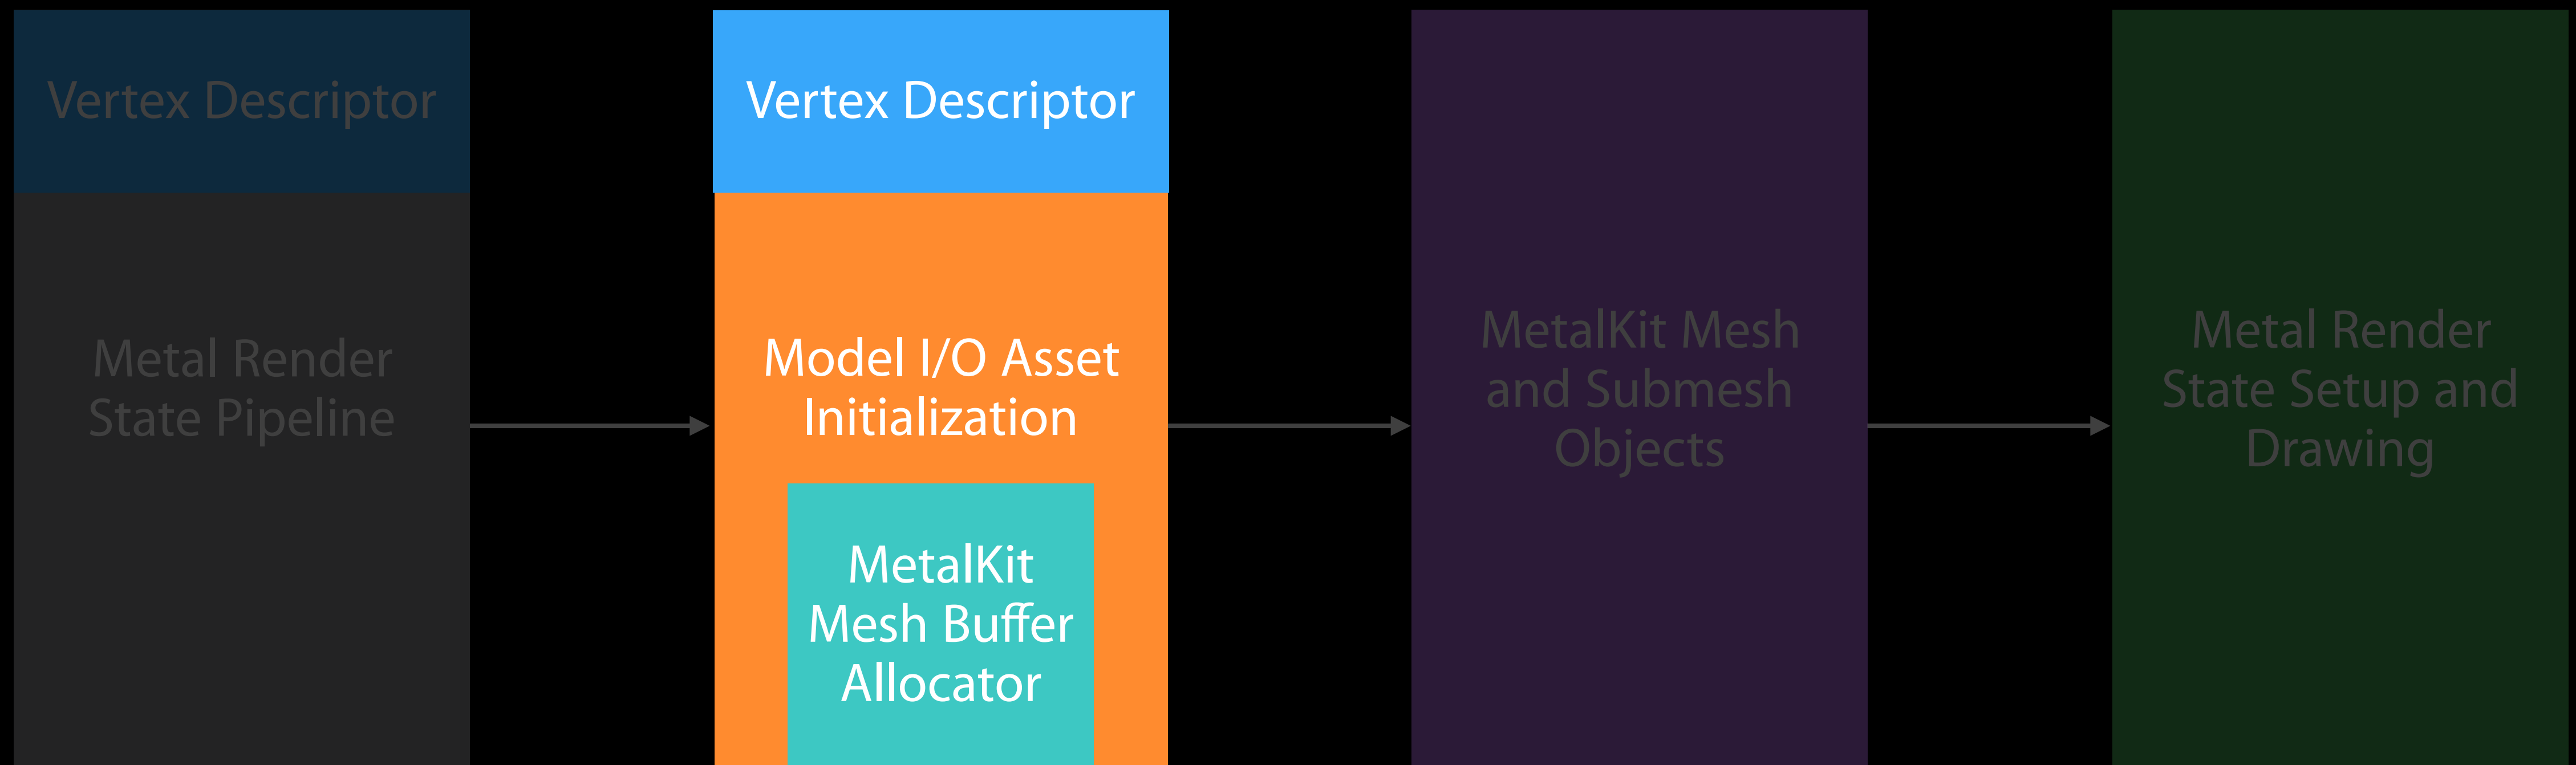 Vertex Descriptor
Metal Render
State Pipeline
Vertex Descriptor
Model I/O Asset
Initialization
MetalKit
Mesh Buffer
Allocator
MetalKit Mesh
and Submesh
Objects
Metal Render
State Setup and
Drawing